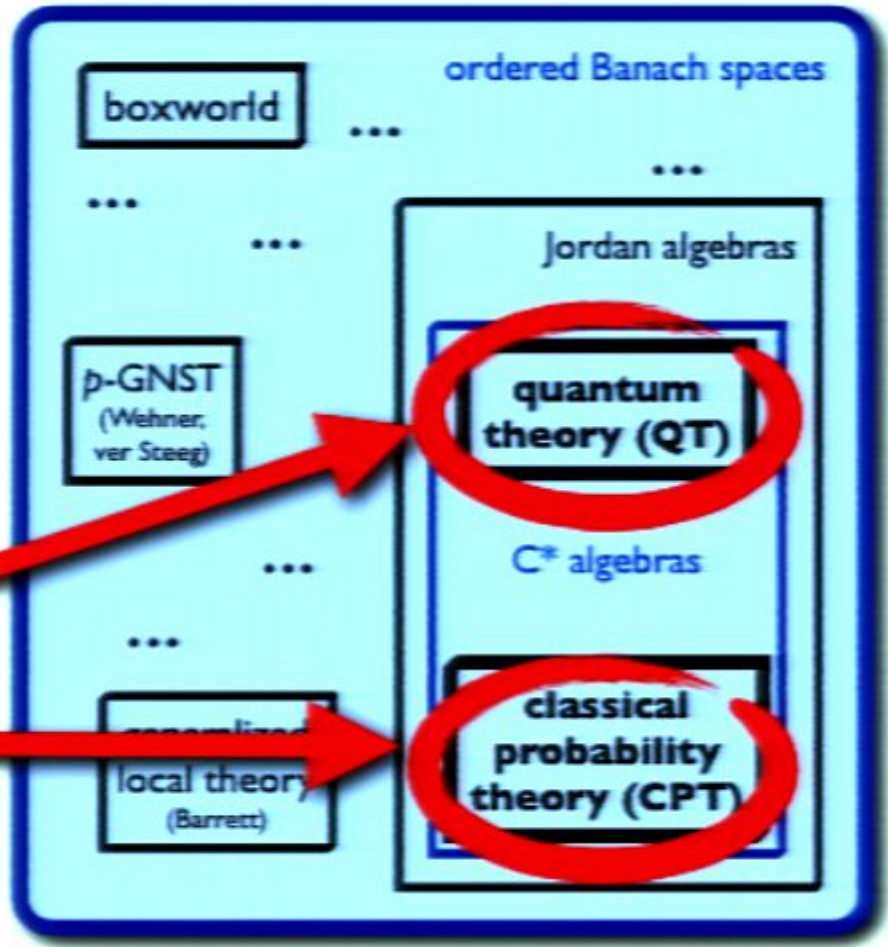 ordered Banach spaces
boxworld
...
...
...
...
Jordan algebras
p-GNST
(Wehner,
ver Steeg)
quantum
theory (QT)
C* algebras
...
...
classical
probability
theory (CPT)
local theory
(Barrett)